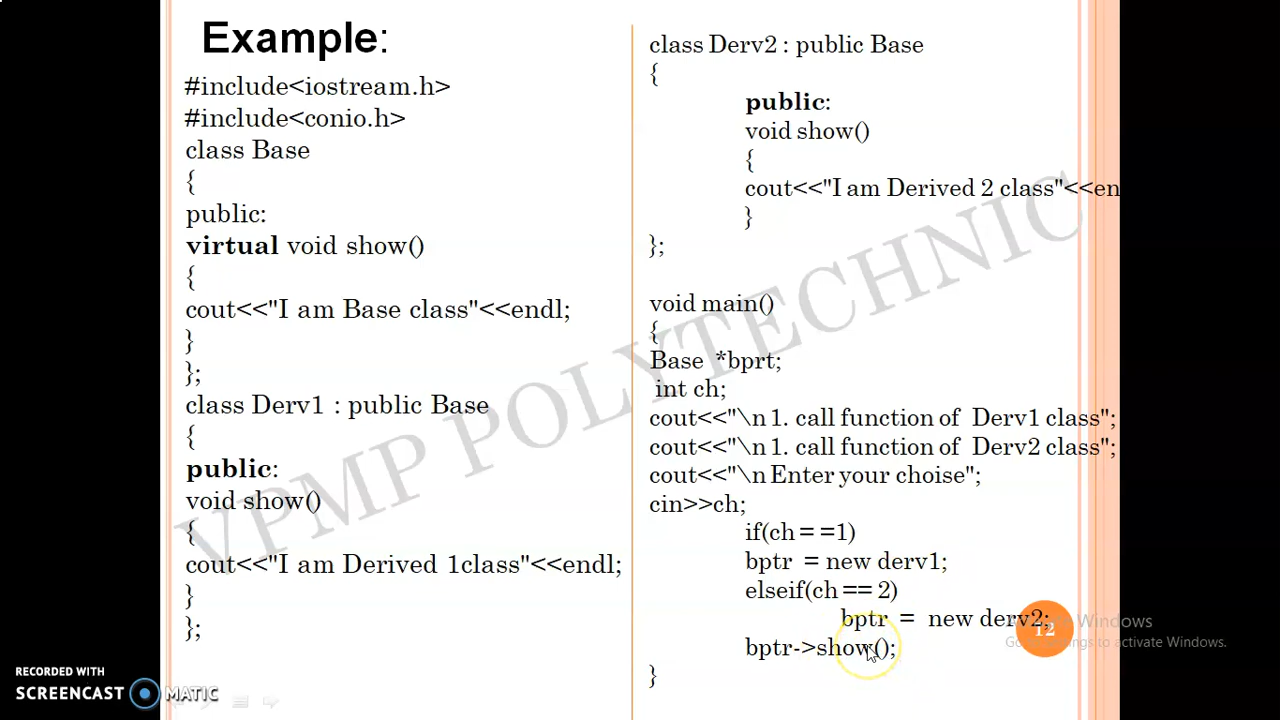 Example:
#include<iostream.h>
#include<conio.h>
class Base
{
public:
virtual void show()
{
cout<<"I am Base class"<<endl;
}
};
class Derv1 : public Base
{
public:
void show()
{
cout<<"I am Derived 1class"<<endl;
}
};
class Derv2 : public Base
{
public:
void show()
{
cout<<"I am Derived 2 class"<<en
}
};
void main()
{
Base *bprt;
int ch;
cout<<"\n 1. call function of Derv1 class";
cout<<"\n 1. call function of Derv2 class";
cout<<"\n Enter your choise";
cin>>ch;
if(ch = =1)
bptr = new derv1;
elseif(ch == 2)
bptr = new derv2;
bptr->show();
}
12
VPMP POLYTECHNIC
Windows
to activate Windows.
RECORDED WITH
SCREENCAST MATIC